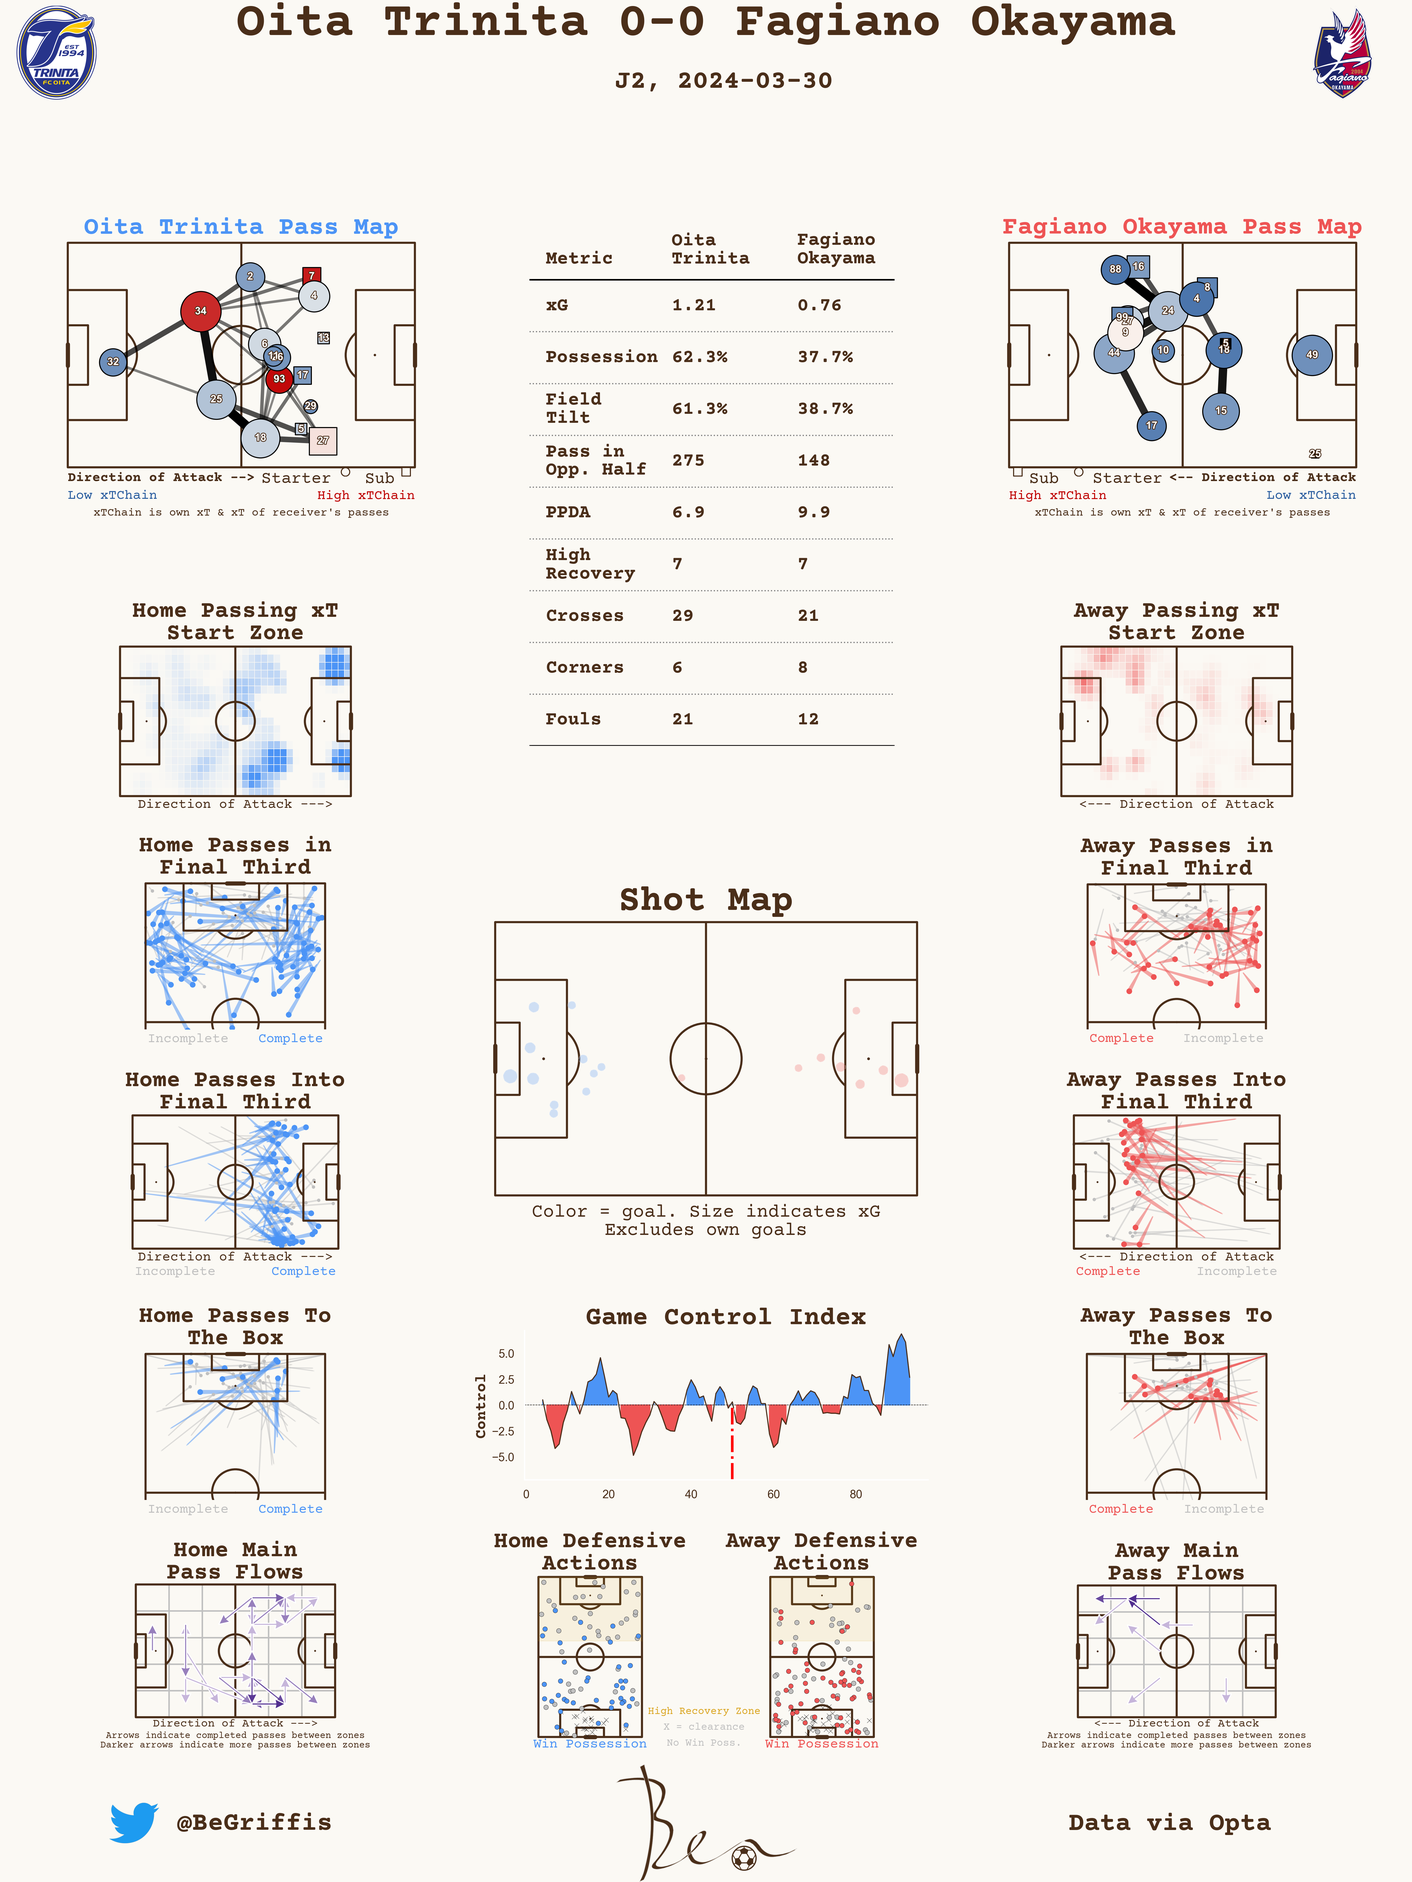 Oita Trinita 0-0 Fagiano Okayama
J2, 2024-03-30
EST
1994
TRINITA
FC OITA
2004
Fagiano
OKAYAMA
Oita Trinita Pass Map
2
7
4
34
6
13
32
11
16
93
17
25
29
5
18
27
Direction of Attack -->
Starter
Sub
Low xTChain
High xTChain
xTChain is own xT & xT of receiver's passes
Metric
Oita
Trinita
Fagiano
Okayama
xG 1.21 0.76
Possession 62.3% 37.7%
Field
Tilt 61.3% 38.7%
Pass in
Opp. Half 275 148
PPDA 6.9 9.9
High
Recovery 7 7
Crosses 29 21
Corners 6 8
Fouls 21 12
Fagiano Okayama Pass Map
88
16
8
4
24
99
27
9
44
10
5
18
49
15
17
25
Sub
Starter
<-- Direction of Attack
High xTChain
Low xTChain
xTChain is own xT & xT of receiver's passes
Home Passing xT
Start Zone
Direction of Attack --->
Away Passing xT
Start Zone
<--- Direction of Attack
Home Passes in
Final Third
Incomplete
Complete
Away Passes in
Final Third
Complete
Incomplete
Shot Map
Color = goal. Size indicates xG
Excludes own goals
Home Passes Into
Final Third
Direction of Attack --->
Incomplete
Complete
Away Passes Into
Final Third
<--- Direction of Attack
Complete
Incomplete
Home Passes To
The Box
Incomplete
Complete
Game Control Index
Control
5.0
2.5
0.0
−2.5
−5.0
0 20 40 60 80
Away Passes To
The Box
Complete
Incomplete
Home Main
Pass Flows
Direction of Attack --->
Arrows indicate completed passes between zones
Darker arrows indicate more passes between zones
Home Defensive
Actions
Win Possession
High Recovery Zone
X = clearance
No Win Poss.
Away Defensive
Actions
Win Possession
Away Main
Pass Flows
<--- Direction of Attack
Arrows indicate completed passes between zones
Darker arrows indicate more passes between zones
@BeGriffis
Ben
Data via Opta